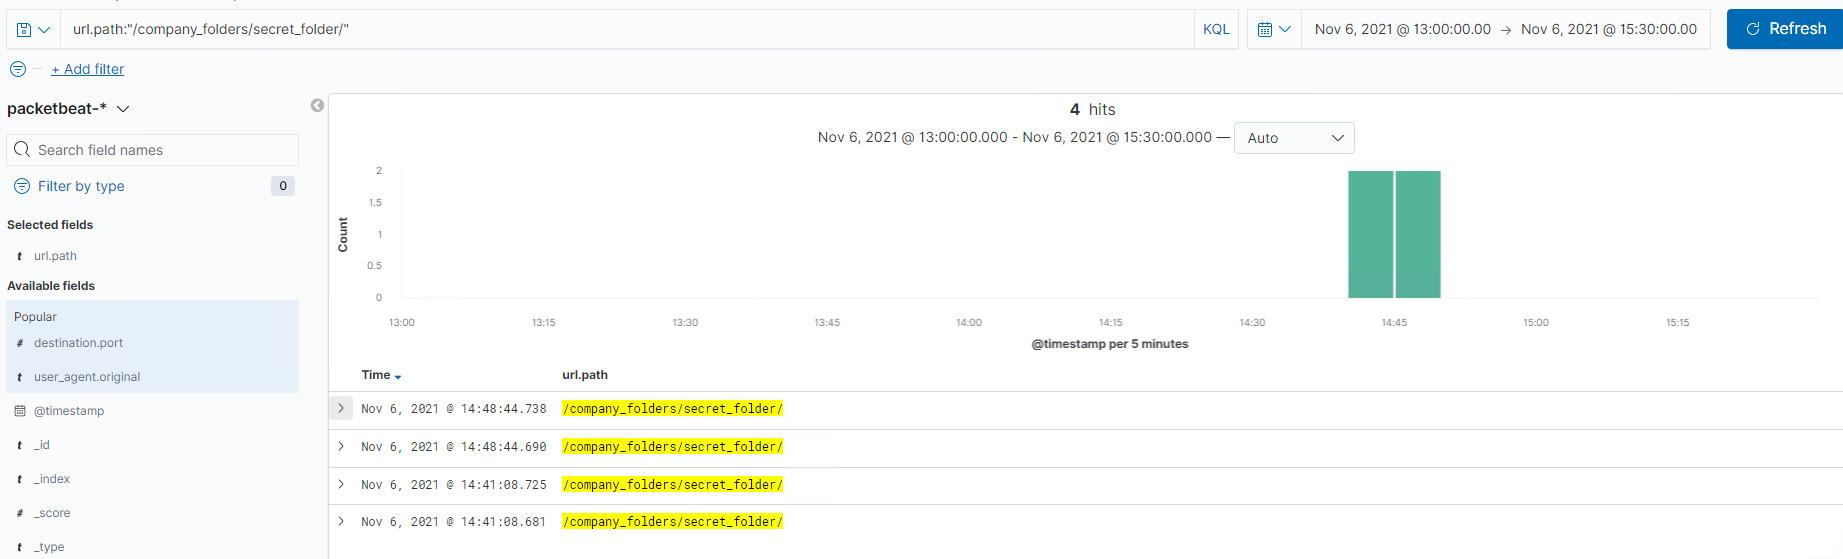 url.path:"/company_folders/secret_folder/"
KQL
Nov 6, 2021 @ 13:00:00.00 → Nov 6, 2021 @ 15:30:00.00
Refresh
+ Add filter
packetbeat-*
Search field names
Filter by type 0
Selected fields
t url.path
Available fields
Popular
# destination.port
t user_agent.original
@timestamp
t _id
t _index
# _score
t _type
4 hits
Nov 6, 2021 @ 13:00:00.000 - Nov 6, 2021 @ 15:30:00.000 —
Auto
Count
2
1.5
1
0.5
0
13:00 13:15 13:30 13:45 14:00 14:15 14:30 14:45 15:00 15:15
@timestamp per 5 minutes
Time url.path
Nov 6, 2021 @ 14:48:44.738 /company_folders/secret_folder/
Nov 6, 2021 @ 14:48:44.690 /company_folders/secret_folder/
Nov 6, 2021 @ 14:41:08.725 /company_folders/secret_folder/
Nov 6, 2021 @ 14:41:08.681 /company_folders/secret_folder/